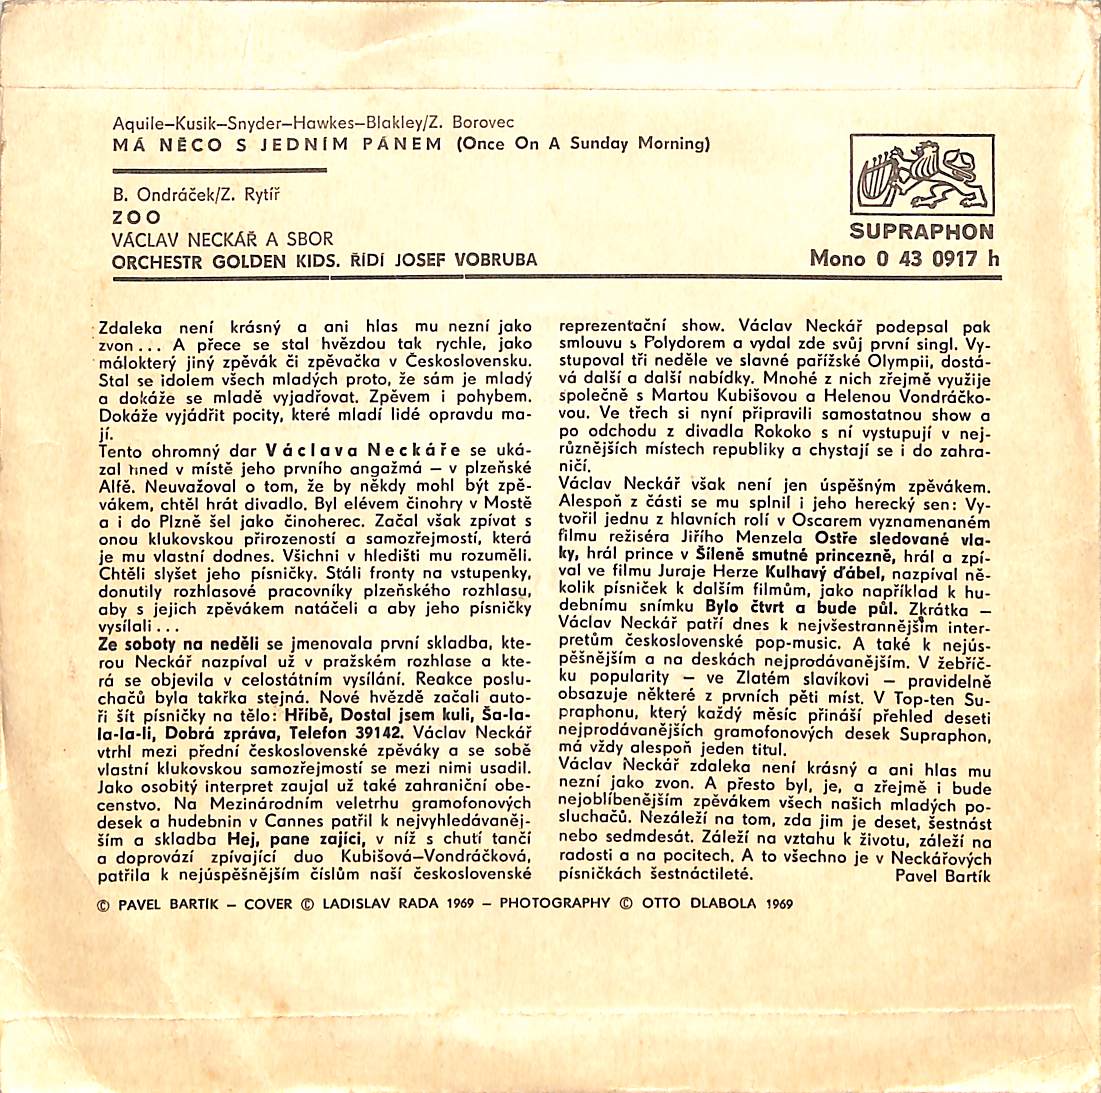 Aquile–Kusik–Snyder–Hawkes–Blakley/Z. Borovec
MÁ NĚCO S JEDNÍM PÁNEM (Once On A Sunday Morning)
B. Ondráček/Z. Rytíř
ZOO
VÁCLAV NECKÁŘ A SBOR
ORCHESTR GOLDEN KIDS. ŘÍDÍ JOSEF VOBRUBA
SUPRAPHON
Mono 0 43 0917 h
Zdaleka není krásný a ani hlas mu nezní jako
zvon... A přece se stal hvězdou tak rychle, jako
málokterý jiný zpěvák či zpěvačka v Československu.
Stal se idolem všech mladých proto, že sám je mladý
a dokáže se mladě vyjadřovat. Zpěvem i pohybem.
Dokáže vyjádřit pocity, které mladí lidé opravdu ma-
jí.
Tento ohromný dar Václava Neckáře se uká-
zal hned v místě jeho prvního angažmá – v plzeňské
Alfě. Neuvažoval o tom, že by někdy mohl být zpě-
vákem, chtěl hrát divadlo. Byl elévem činohry v Mostě
a i do Plzně šel jako činoherec. Začal však zpívat s
onou klukovskou přirozeností a samozřejmostí, která
je mu vlastní dodnes. Všichni v hledišti mu rozuměli.
Chtěli slyšet jeho písničky. Stáli fronty na vstupenky,
donutily rozhlasové pracovníky plzeňského rozhlasu,
aby s jejich zpěvákem natáčeli a aby jeho písničky
vysílali...
Ze soboty na neděli se jmenovala první skladba, kte-
rou Neckář nazpíval už v pražském rozhlase a kte-
rá se objevila v celostátním vysílání. Reakce poslu-
chačů byla takřka stejná. Nové hvězdě začali auto-
ři šít písničky na tělo: Hříbě, Dostal jsem kuli, Ša-la-
la-la-li, Dobrá zpráva, Telefon 39142. Václav Neckář
vtrhl mezi přední československé zpěváky a se sobě
vlastní klukovskou samozřejmostí se mezi nimi usadil.
Jako osobitý interpret zaujal už také zahraniční obe-
censtvo. Na Mezinárodním veletrhu gramofonových
desek a hudebnin v Cannes patřil k nejvyhledávaněj-
ším a skladba Hej, pane zajíci, v níž s chutí tančí
a doprovází zpívající duo Kubišová–Vondráčková,
patřila k nejúspěšnějším číslům naší československé
reprezentační show. Václav Neckář podepsal pak
smlouvu s Polydorem a vydal zde svůj první singl. Vy-
stupoval tři neděle ve slavné pařížské Olympii, dostá-
vá další a další nabídky. Mnohé z nich zřejmě využije
společně s Martou Kubišovou a Helenou Vondráčko-
vou. Ve třech si nyní připravili samostatnou show a
po odchodu z divadla Rokoko s ní vystupují v nej-
různějších místech republiky a chystají se i do zahra-
ničí.
Václav Neckář však není jen úspěšným zpěvákem.
Alespoň z části se mu splnil i jeho herecký sen: Vy-
tvořil jednu z hlavních rolí v Oscarem vyznamenaném
filmu režiséra Jiřího Menzela Ostře sledované vla-
ky, hrál prince v Šíleně smutné princezně, hrál a zpí-
val ve filmu Juraje Herze Kulhavý ďábel, nazpíval ně-
kolik písniček k dalším filmům, jako například k hu-
debnímu snímku Bylo čtvrt a bude půl. Zkrátka –
Václav Neckář patří dnes k nejvšestrannějším inter-
pretům československé pop-music. A také k nejús-
pěšnějším a na deskách nejprodávanějším. V žebříč-
ku popularity – ve Zlatém slavíkovi – pravidelně
obsazuje některé z prvních pěti míst. V Top-ten Su-
praphonu, který každý měsíc přináší přehled deseti
nejprodávanějších gramofonových desek Supraphon,
má vždy alespoň jeden titul.
Václav Neckář zdaleka není krásný a ani hlas mu
nezní jako zvon. A přesto byl, je, a zřejmě i bude
nejoblíbenějším zpěvákem všech našich mladých po-
sluchačů. Nezáleží na tom, zda jim je deset, šestnást
nebo sedmdesát. Záleží na vztahu k životu, záleží na
radosti a na pocitech. A to všechno je v Neckářových
písničkách šestnáctileté. Pavel Bartík
© PAVEL BARTÍK – COVER © LADISLAV RADA 1969 – PHOTOGRAPHY © OTTO DLABOLA 1969